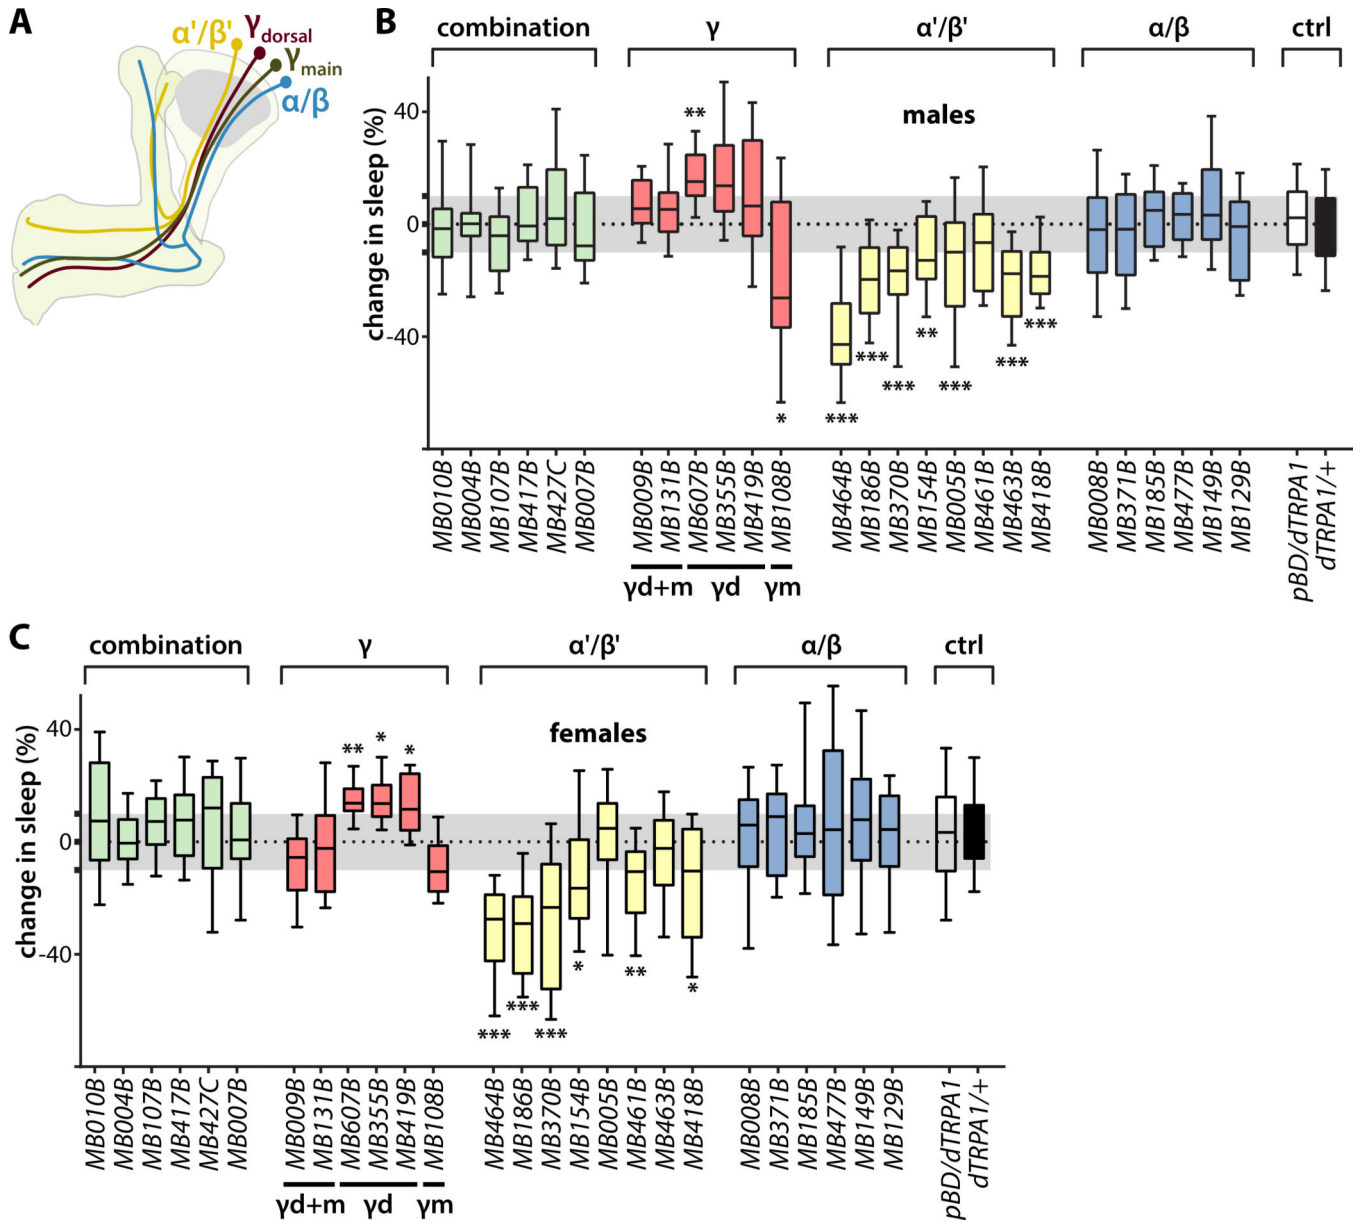 A
α'/β'
γdorsal
γmain
α/β
B
combination
γ
α'/β'
α/β
ctrl
males
change in sleep (%)
40
0
-40
**
*
***
***
***
**
***
***
***
MB010B
MB004B
MB107B
MB417B
MB427C
MB007B
MB009B
MB131B
MB607B
MB355B
MB419B
MB108B
MB464B
MB186B
MB370B
MB154B
MB005B
MB461B
MB463B
MB418B
MB008B
MB371B
MB185B
MB477B
MB149B
MB129B
pBD/dTRPA1
dTRPA1/+
γd+m
γd
γm
C
combination
γ
α'/β'
α/β
ctrl
females
change in sleep (%)
40
0
-40
**
*
*
***
***
***
*
**
*
MB010B
MB004B
MB107B
MB417B
MB427C
MB007B
MB009B
MB131B
MB607B
MB355B
MB419B
MB108B
MB464B
MB186B
MB370B
MB154B
MB005B
MB461B
MB463B
MB418B
MB008B
MB371B
MB185B
MB477B
MB149B
MB129B
pBD/dTRPA1
dTRPA1/+
γd+m
γd
γm